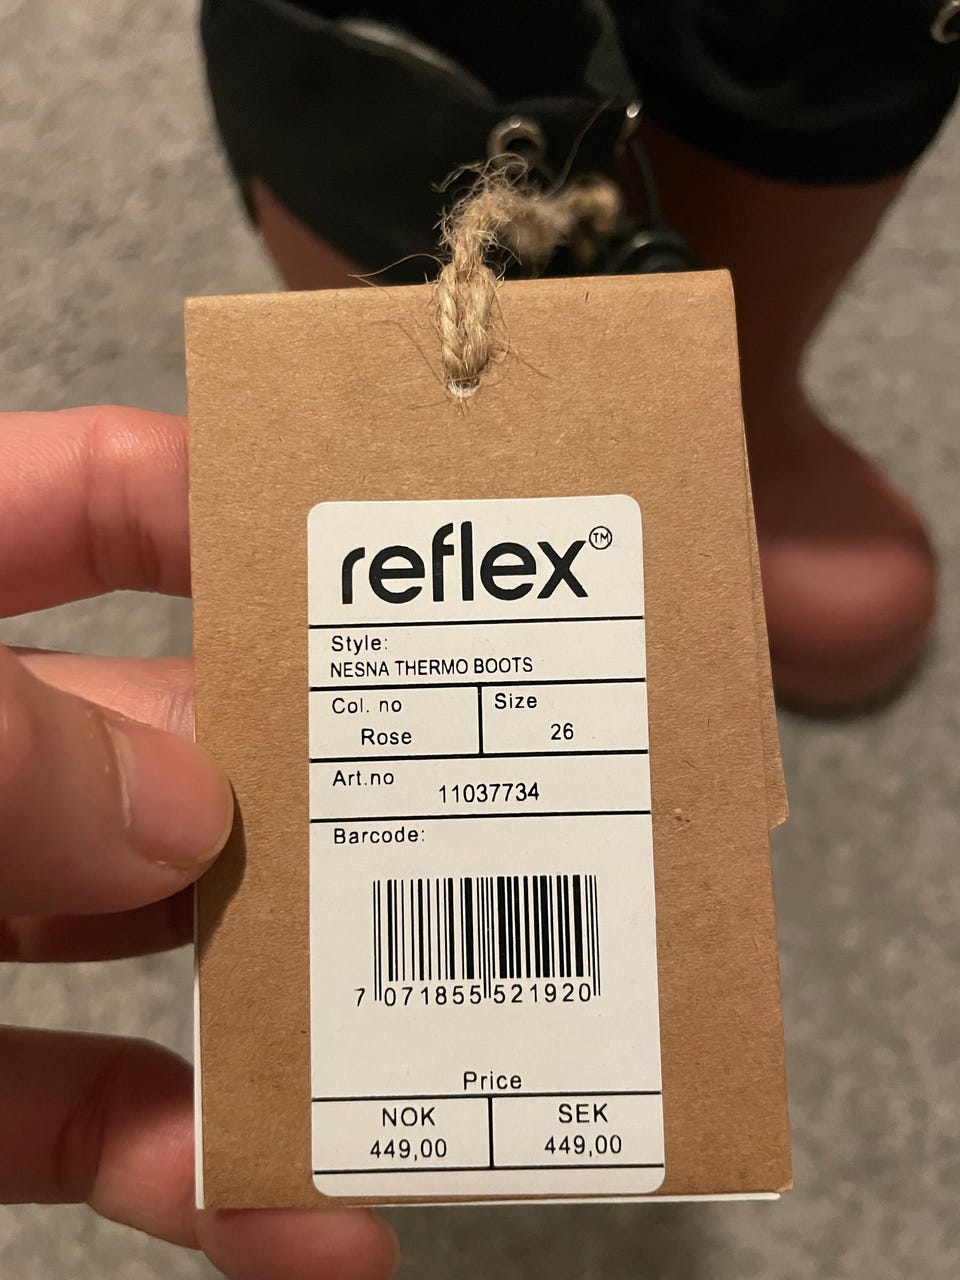 reflex™
Style:
NESNA THERMO BOOTS
Col. no
Rose
Size
26
Art.no
11037734
Barcode:
7 071855 521920
Price
NOK
449,00
SEK
449,00